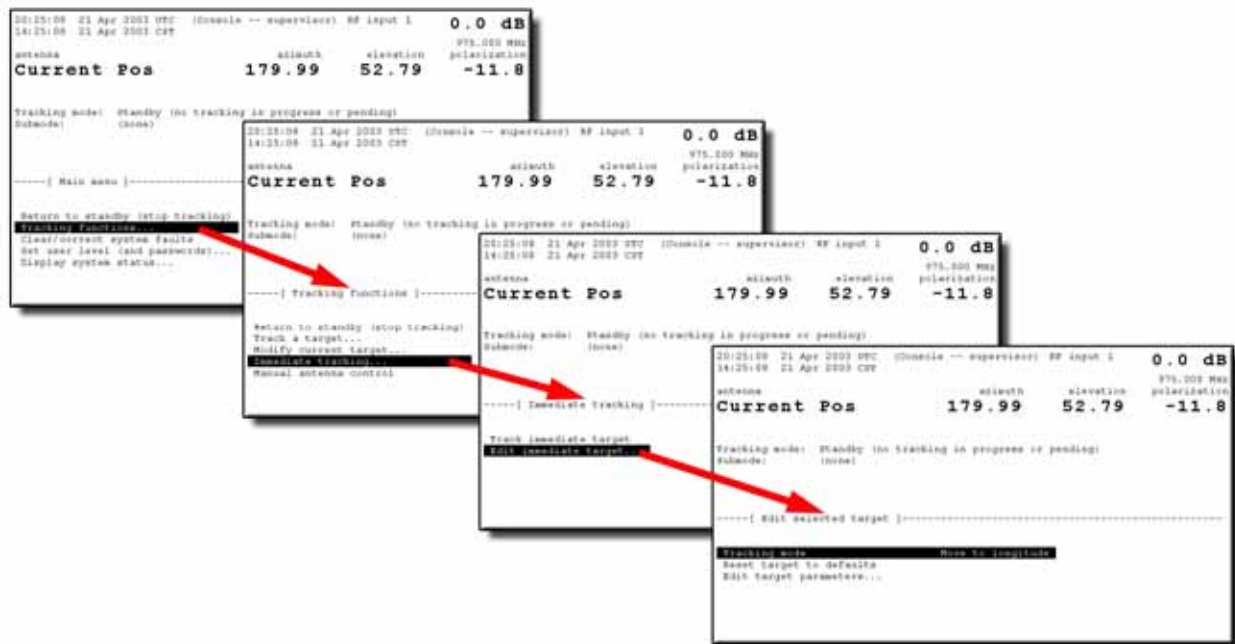 20:25:08 21 Apr 2003 UTC (Console -- supervisor) RF input 1 0.0 dB
14:25:08 21 Apr 2003 CST
975.000 MHz
antenna azimuth elevation polarization
Current Pos 179.99 52.79 -11.8
Tracking mode: Standby (no tracking in progress or pending)
Submode: (none)
-----[ Main menu ]-----
Return to standby (stop tracking)
Tracking functions...
Clear/correct system faults
Set user level (and passwords)...
Display system status...
20:25:08 21 Apr 2003 UTC (Console -- supervisor) RF input 1 0.0 dB
14:25:08 21 Apr 2003 CST
975.000 MHz
antenna azimuth elevation polarization
Current Pos 179.99 52.79 -11.8
Tracking mode: Standby (no tracking in progress or pending)
Submode: (none)
-----[ Tracking functions ]-----
Return to standby (stop tracking)
Track a target...
Modify current target...
Immediate tracking...
Manual antenna control
20:25:08 21 Apr 2003 UTC (Console -- supervisor) RF input 1 0.0 dB
14:25:08 21 Apr 2003 CST
975.000 MHz
antenna azimuth elevation polarization
Current Pos 179.99 52.79 -11.8
Tracking mode: Standby (no tracking in progress or pending)
Submode: (none)
-----[ Immediate tracking ]-----
Track immediate target
Edit immediate target...
20:25:08 21 Apr 2003 UTC (Console -- supervisor) RF input 1 0.0 dB
14:25:08 21 Apr 2003 CST
975.000 MHz
antenna azimuth elevation polarization
Current Pos 179.99 52.79 -11.8
Tracking mode: Standby (no tracking in progress or pending)
Submode: (none)
-----[ Edit selected target ]-----
Tracking mode Move to longitude
Reset target to defaults
Edit target parameters...